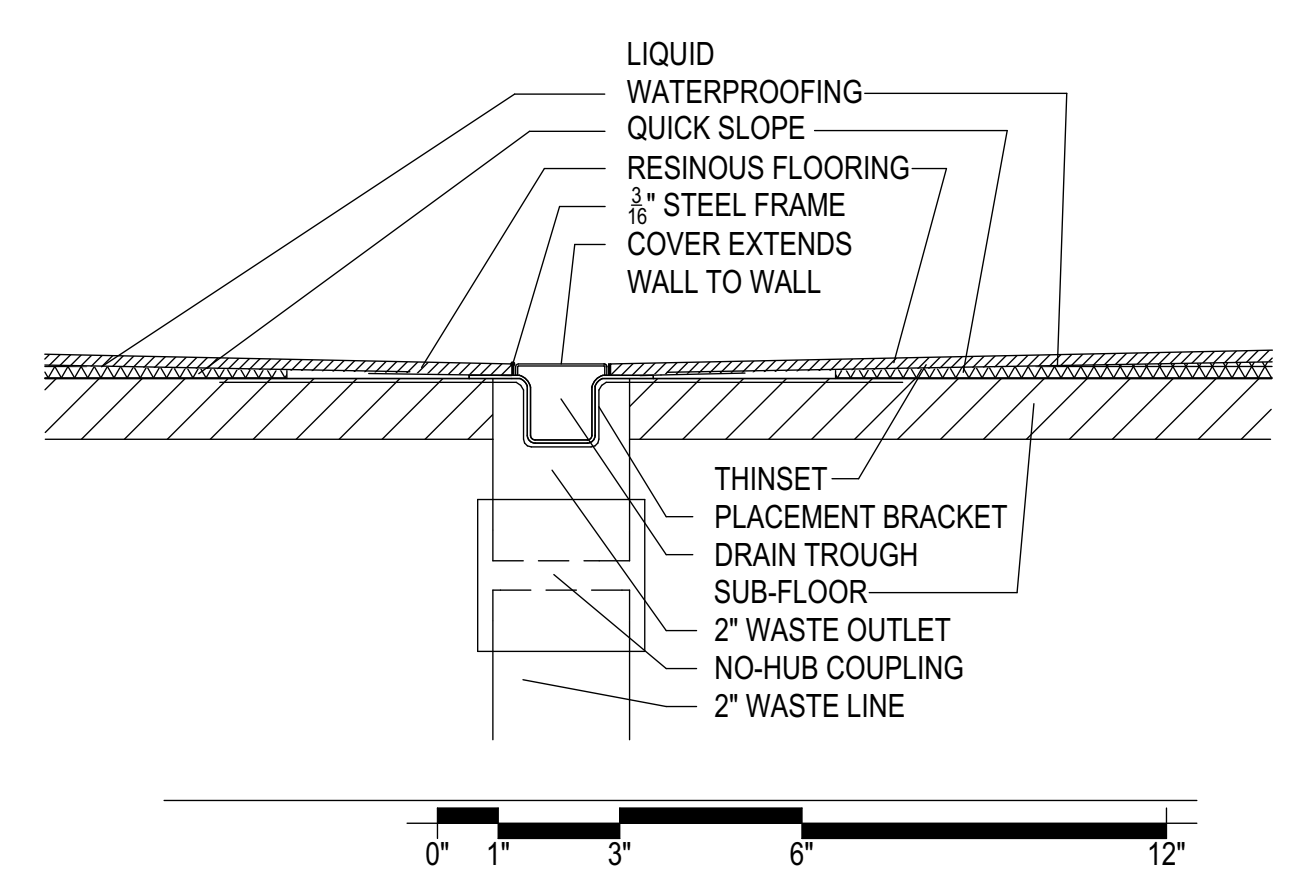 LIQUID
WATERPROOFING
QUICK SLOPE
RESINOUS FLOORING
3/16" STEEL FRAME
COVER EXTENDS
WALL TO WALL
THINSET
PLACEMENT BRACKET
DRAIN TROUGH
SUB-FLOOR
2" WASTE OUTLET
NO-HUB COUPLING
2" WASTE LINE
0" 1" 3" 6" 12"